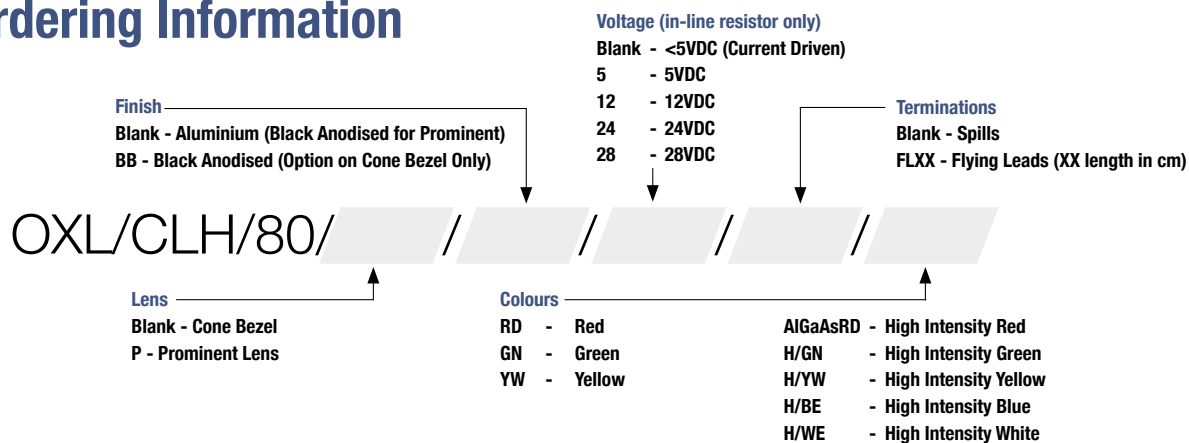 rdering Information
Voltage (in-line resistor only)
Blank - <5VDC (Current Driven)
5 - 5VDC
12 - 12VDC
24 - 24VDC
28 - 28VDC
Finish
Blank - Aluminium (Black Anodised for Prominent)
BB - Black Anodised (Option on Cone Bezel Only)
Terminations
Blank - Spills
FLXX - Flying Leads (XX length in cm)
OXL/CLH/80/ / / / /
Lens
Blank - Cone Bezel
P - Prominent Lens
Colours
RD - Red
GN - Green
YW - Yellow
AlGaAsRD - High Intensity Red
H/GN - High Intensity Green
H/YW - High Intensity Yellow
H/BE - High Intensity Blue
H/WE - High Intensity White